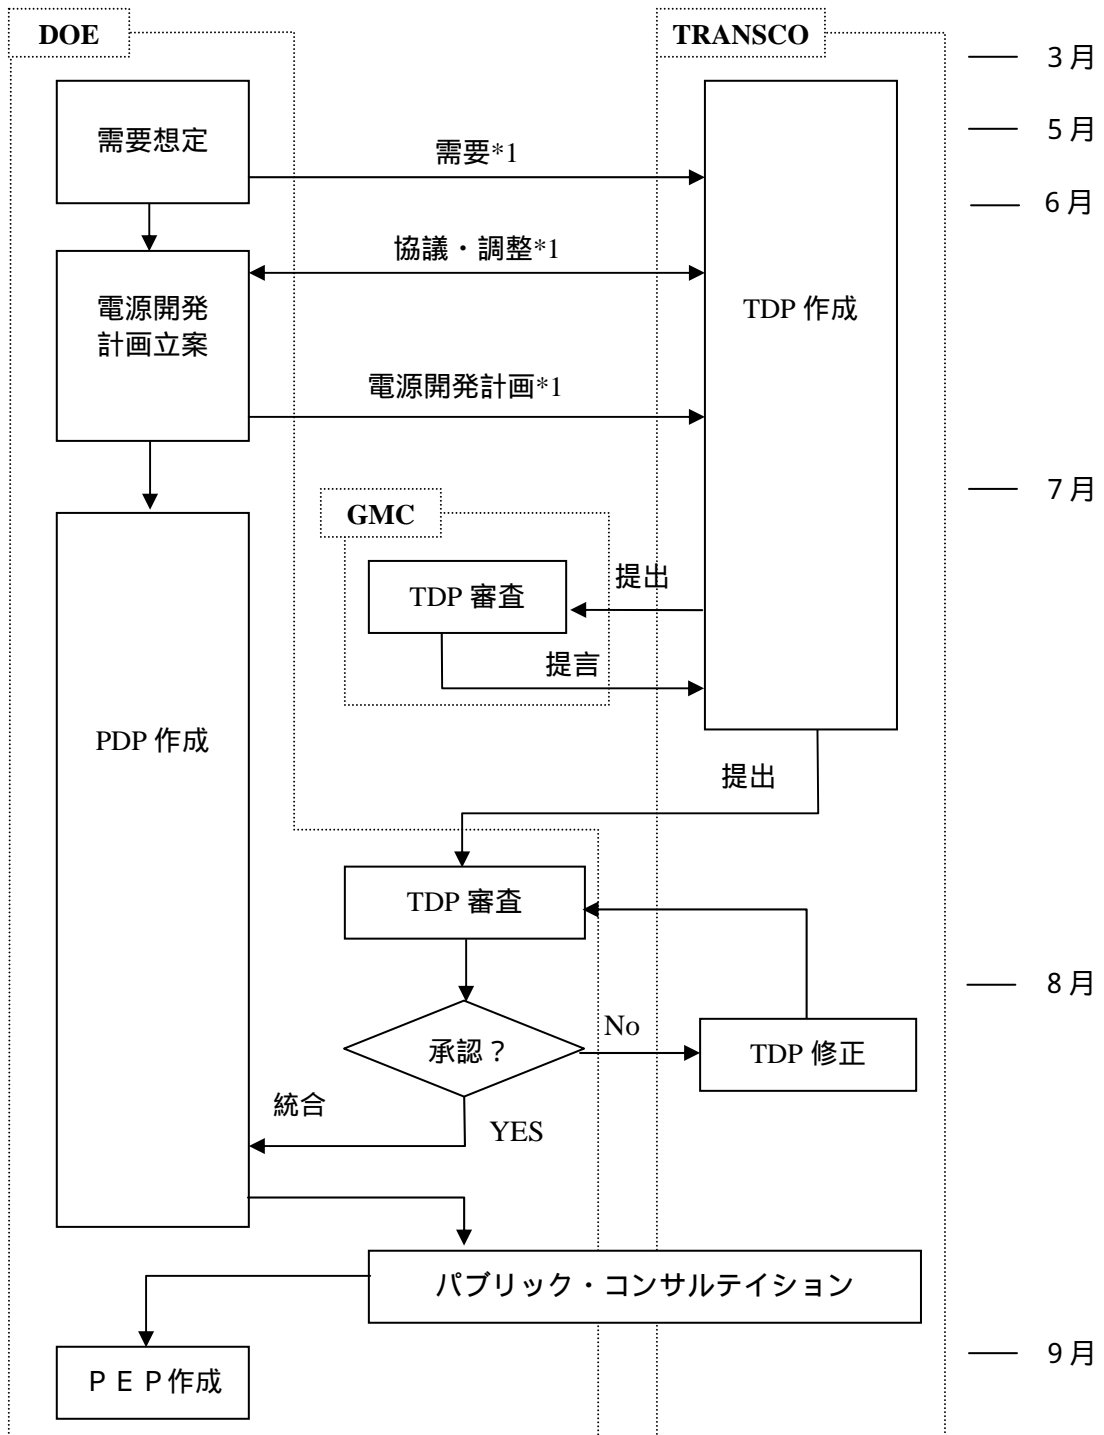 DOE
TRANSCO
3月
需要想定
5月
需要*1
6月
協議・調整*1
電源開発
計画立案
TDP 作成
電源開発計画*1
7月
GMC
TDP 審査
提出
提言
PDP 作成
提出
TDP 審査
8月
承認？
No
TDP 修正
統合
YES
パブリック・コンサルテイション
9月
ＰＥＰ作成